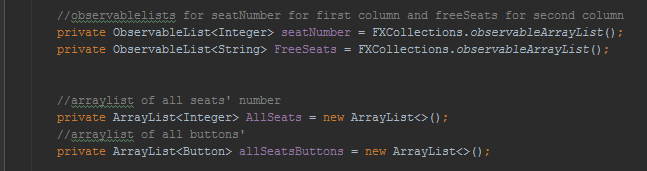 //observablelists for seatNumber for first column and freeSeats for second column
private ObservableList<Integer> seatNumber = FXCollections.observableArrayList();
private ObservableList<String> FreeSeats = FXCollections.observableArrayList();
//arraylist of all seats' number
private ArrayList<Integer> AllSeats = new ArrayList<>();
//arraylist of all buttons'
private ArrayList<Button> allSeatsButtons = new ArrayList<>();